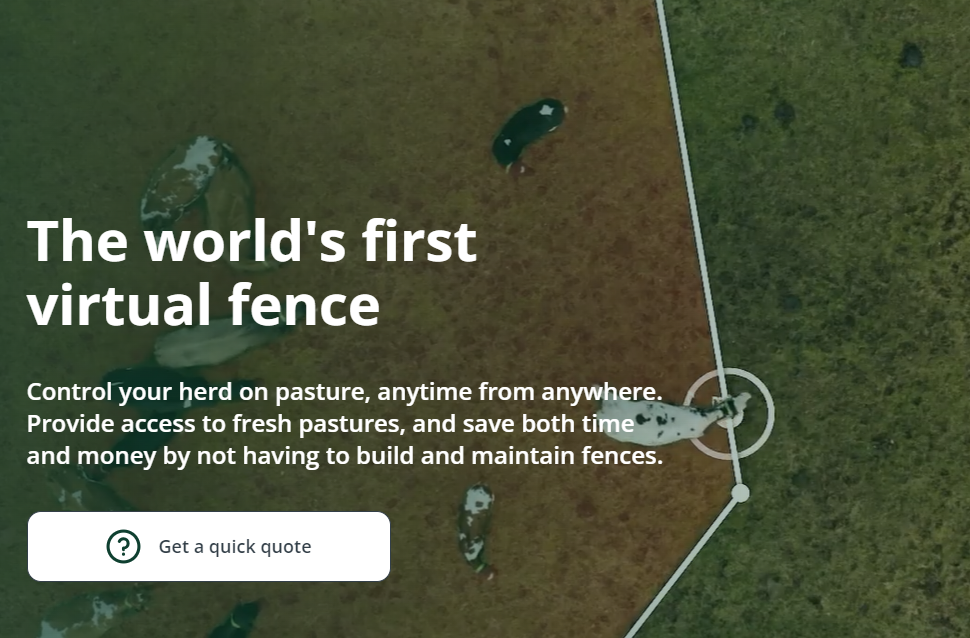 The world's first
virtual fence
Control your herd on pasture, anytime from anywhere.
Provide access to fresh pastures, and save both time
and money by not having to build and maintain fences.
Get a quick quote